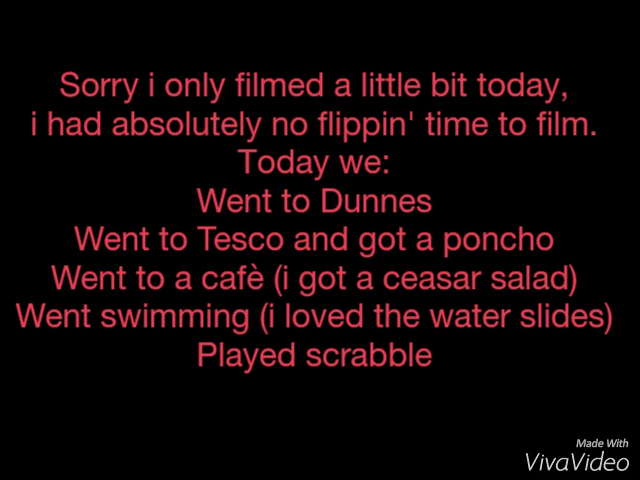 Sorry i only filmed a little bit today,
i had absolutely no flippin' time to film.
Today we:
Went to Dunnes
Went to Tesco and got a poncho
Went to a cafè (i got a ceasar salad)
Went swimming (i loved the water slides)
Played scrabble
Made With
VivaVideo